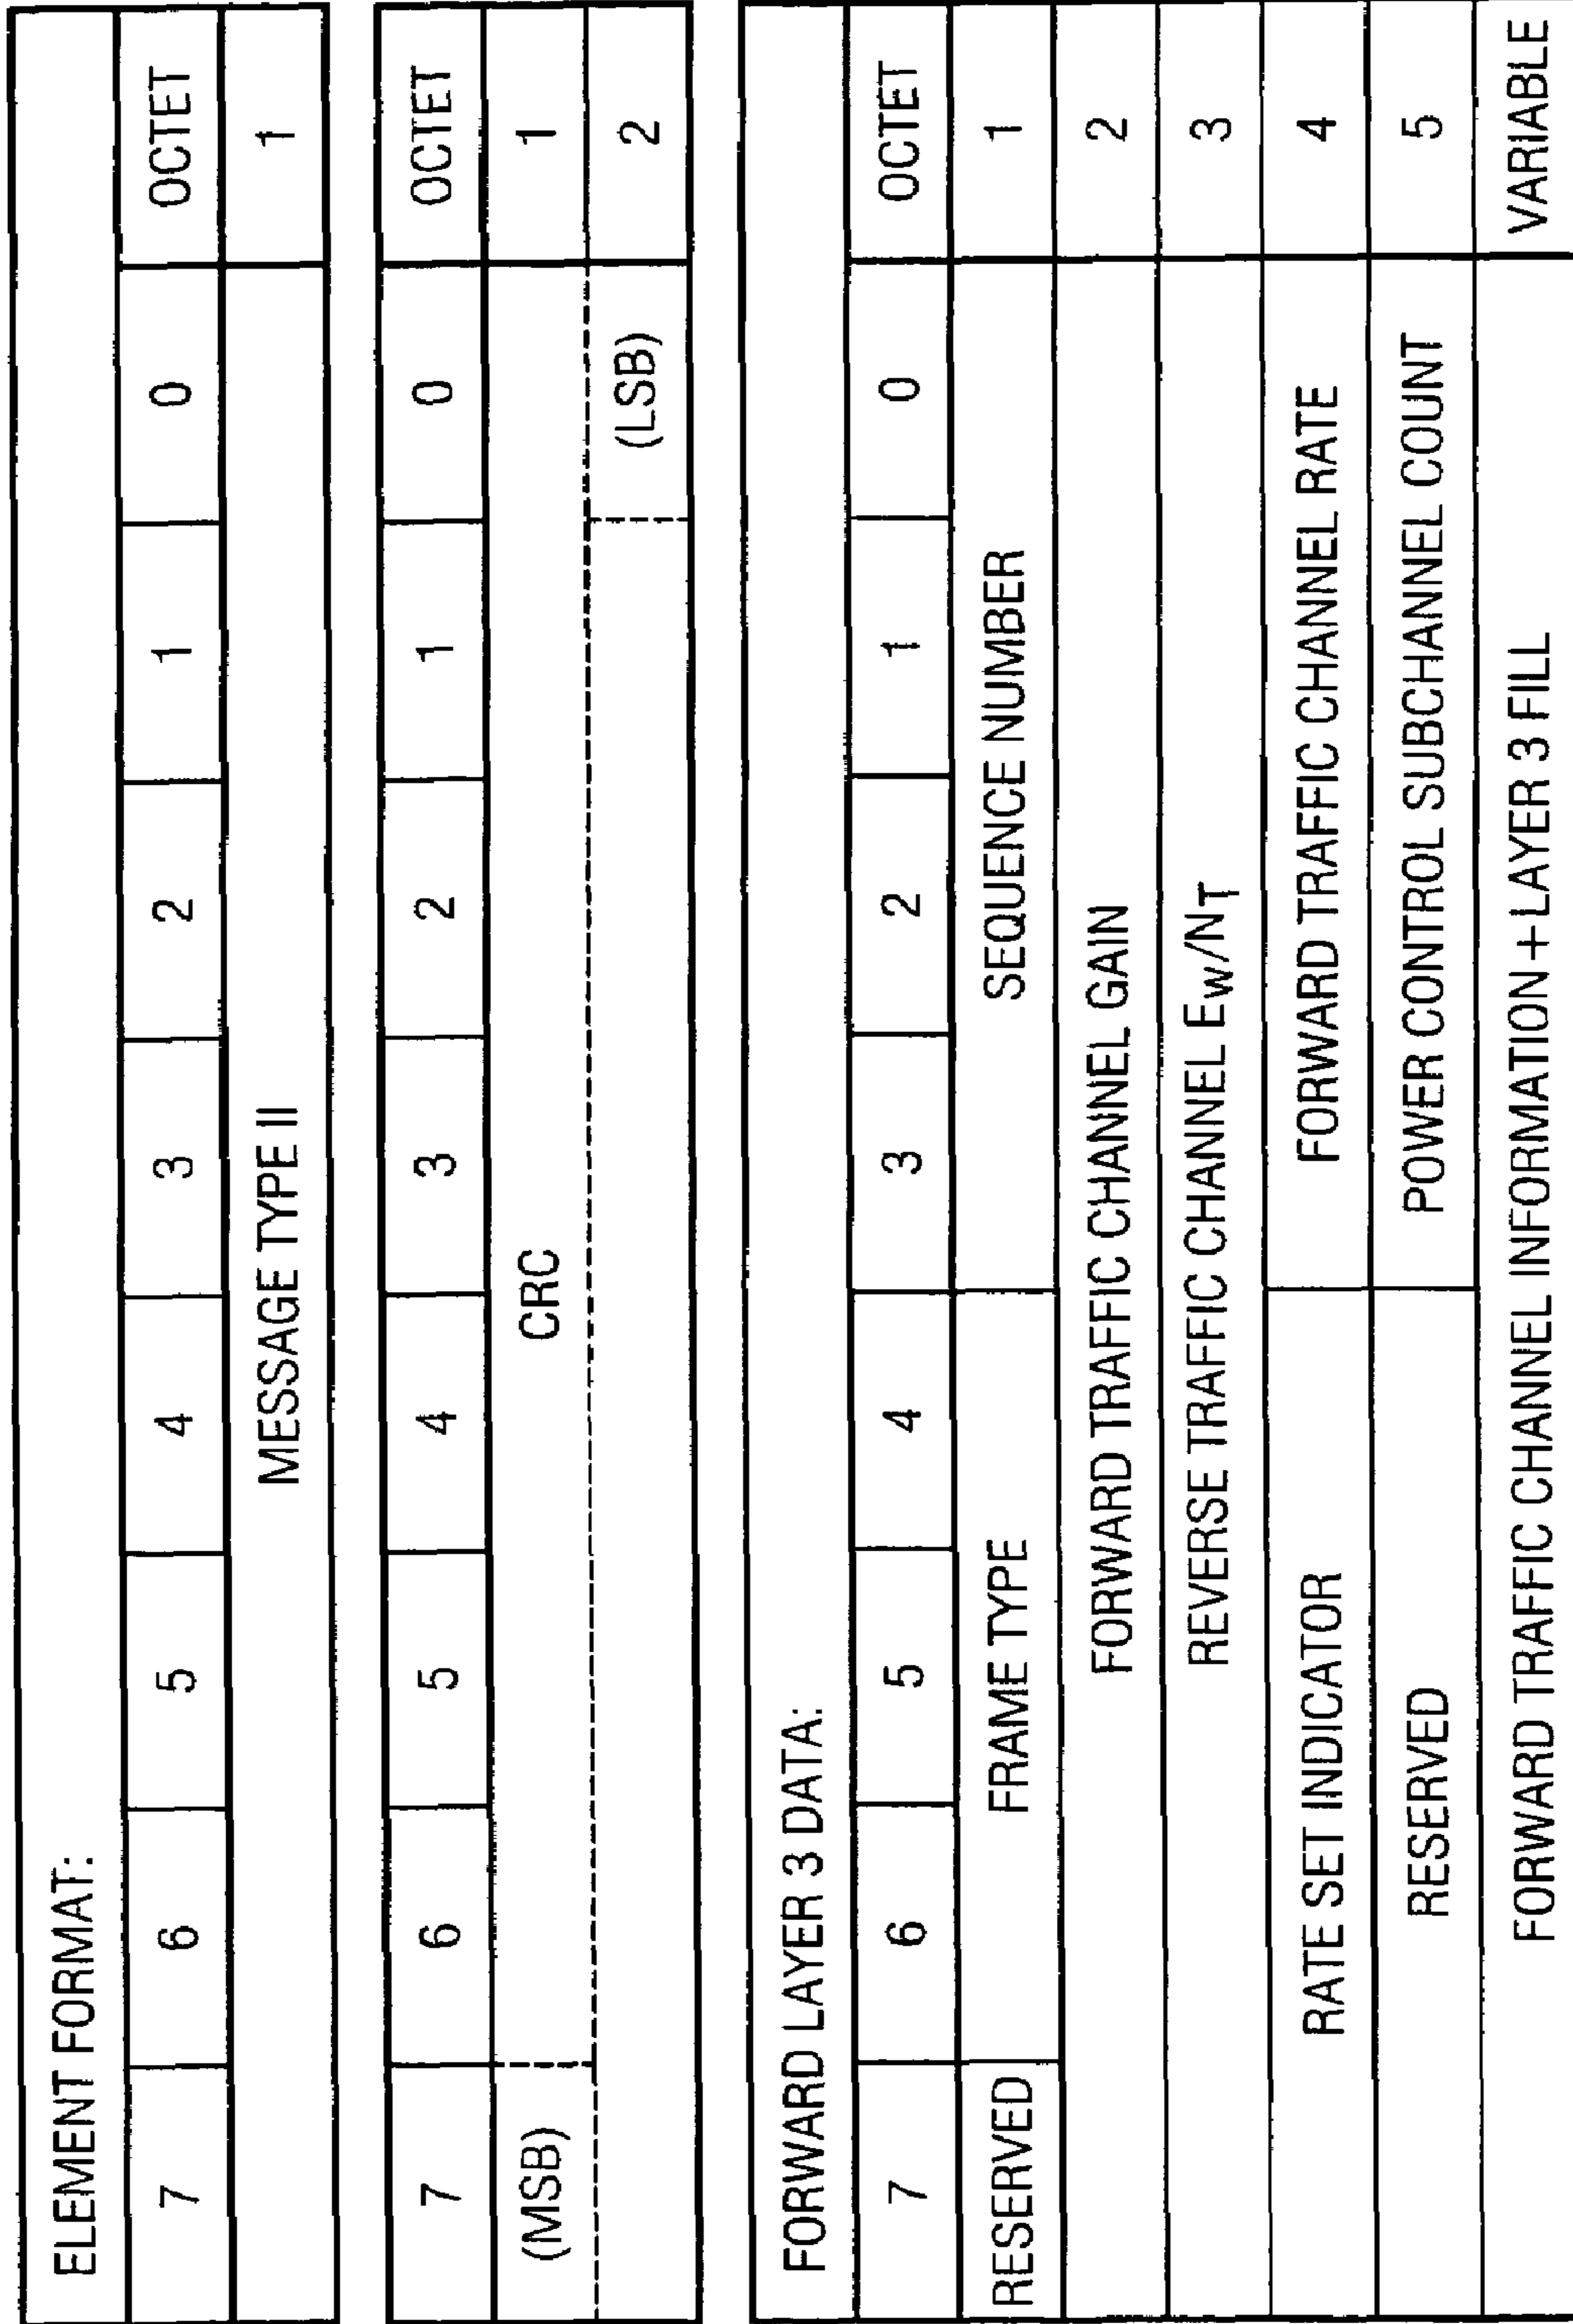 ELEMENT FORMAT:
7 6 5 4 3 2 1 0 OCTET
MESSAGE TYPE II 1
7 6 5 4 3 2 1 0 OCTET
(MSB) CRC 1
(LSB) 2
FORWARD LAYER 3 DATA:
7 6 5 4 3 2 1 0 OCTET
RESERVED FRAME TYPE SEQUENCE NUMBER 1
FORWARD TRAFFIC CHANNEL GAIN 2
REVERSE TRAFFIC CHANNEL EW/NT 3
RATE SET INDICATOR FORWARD TRAFFIC CHANNEL RATE 4
RESERVED POWER CONTROL SUBCHANNEL COUNT 5
FORWARD TRAFFIC CHANNEL INFORMATION+LAYER 3 FILL VARIABLE